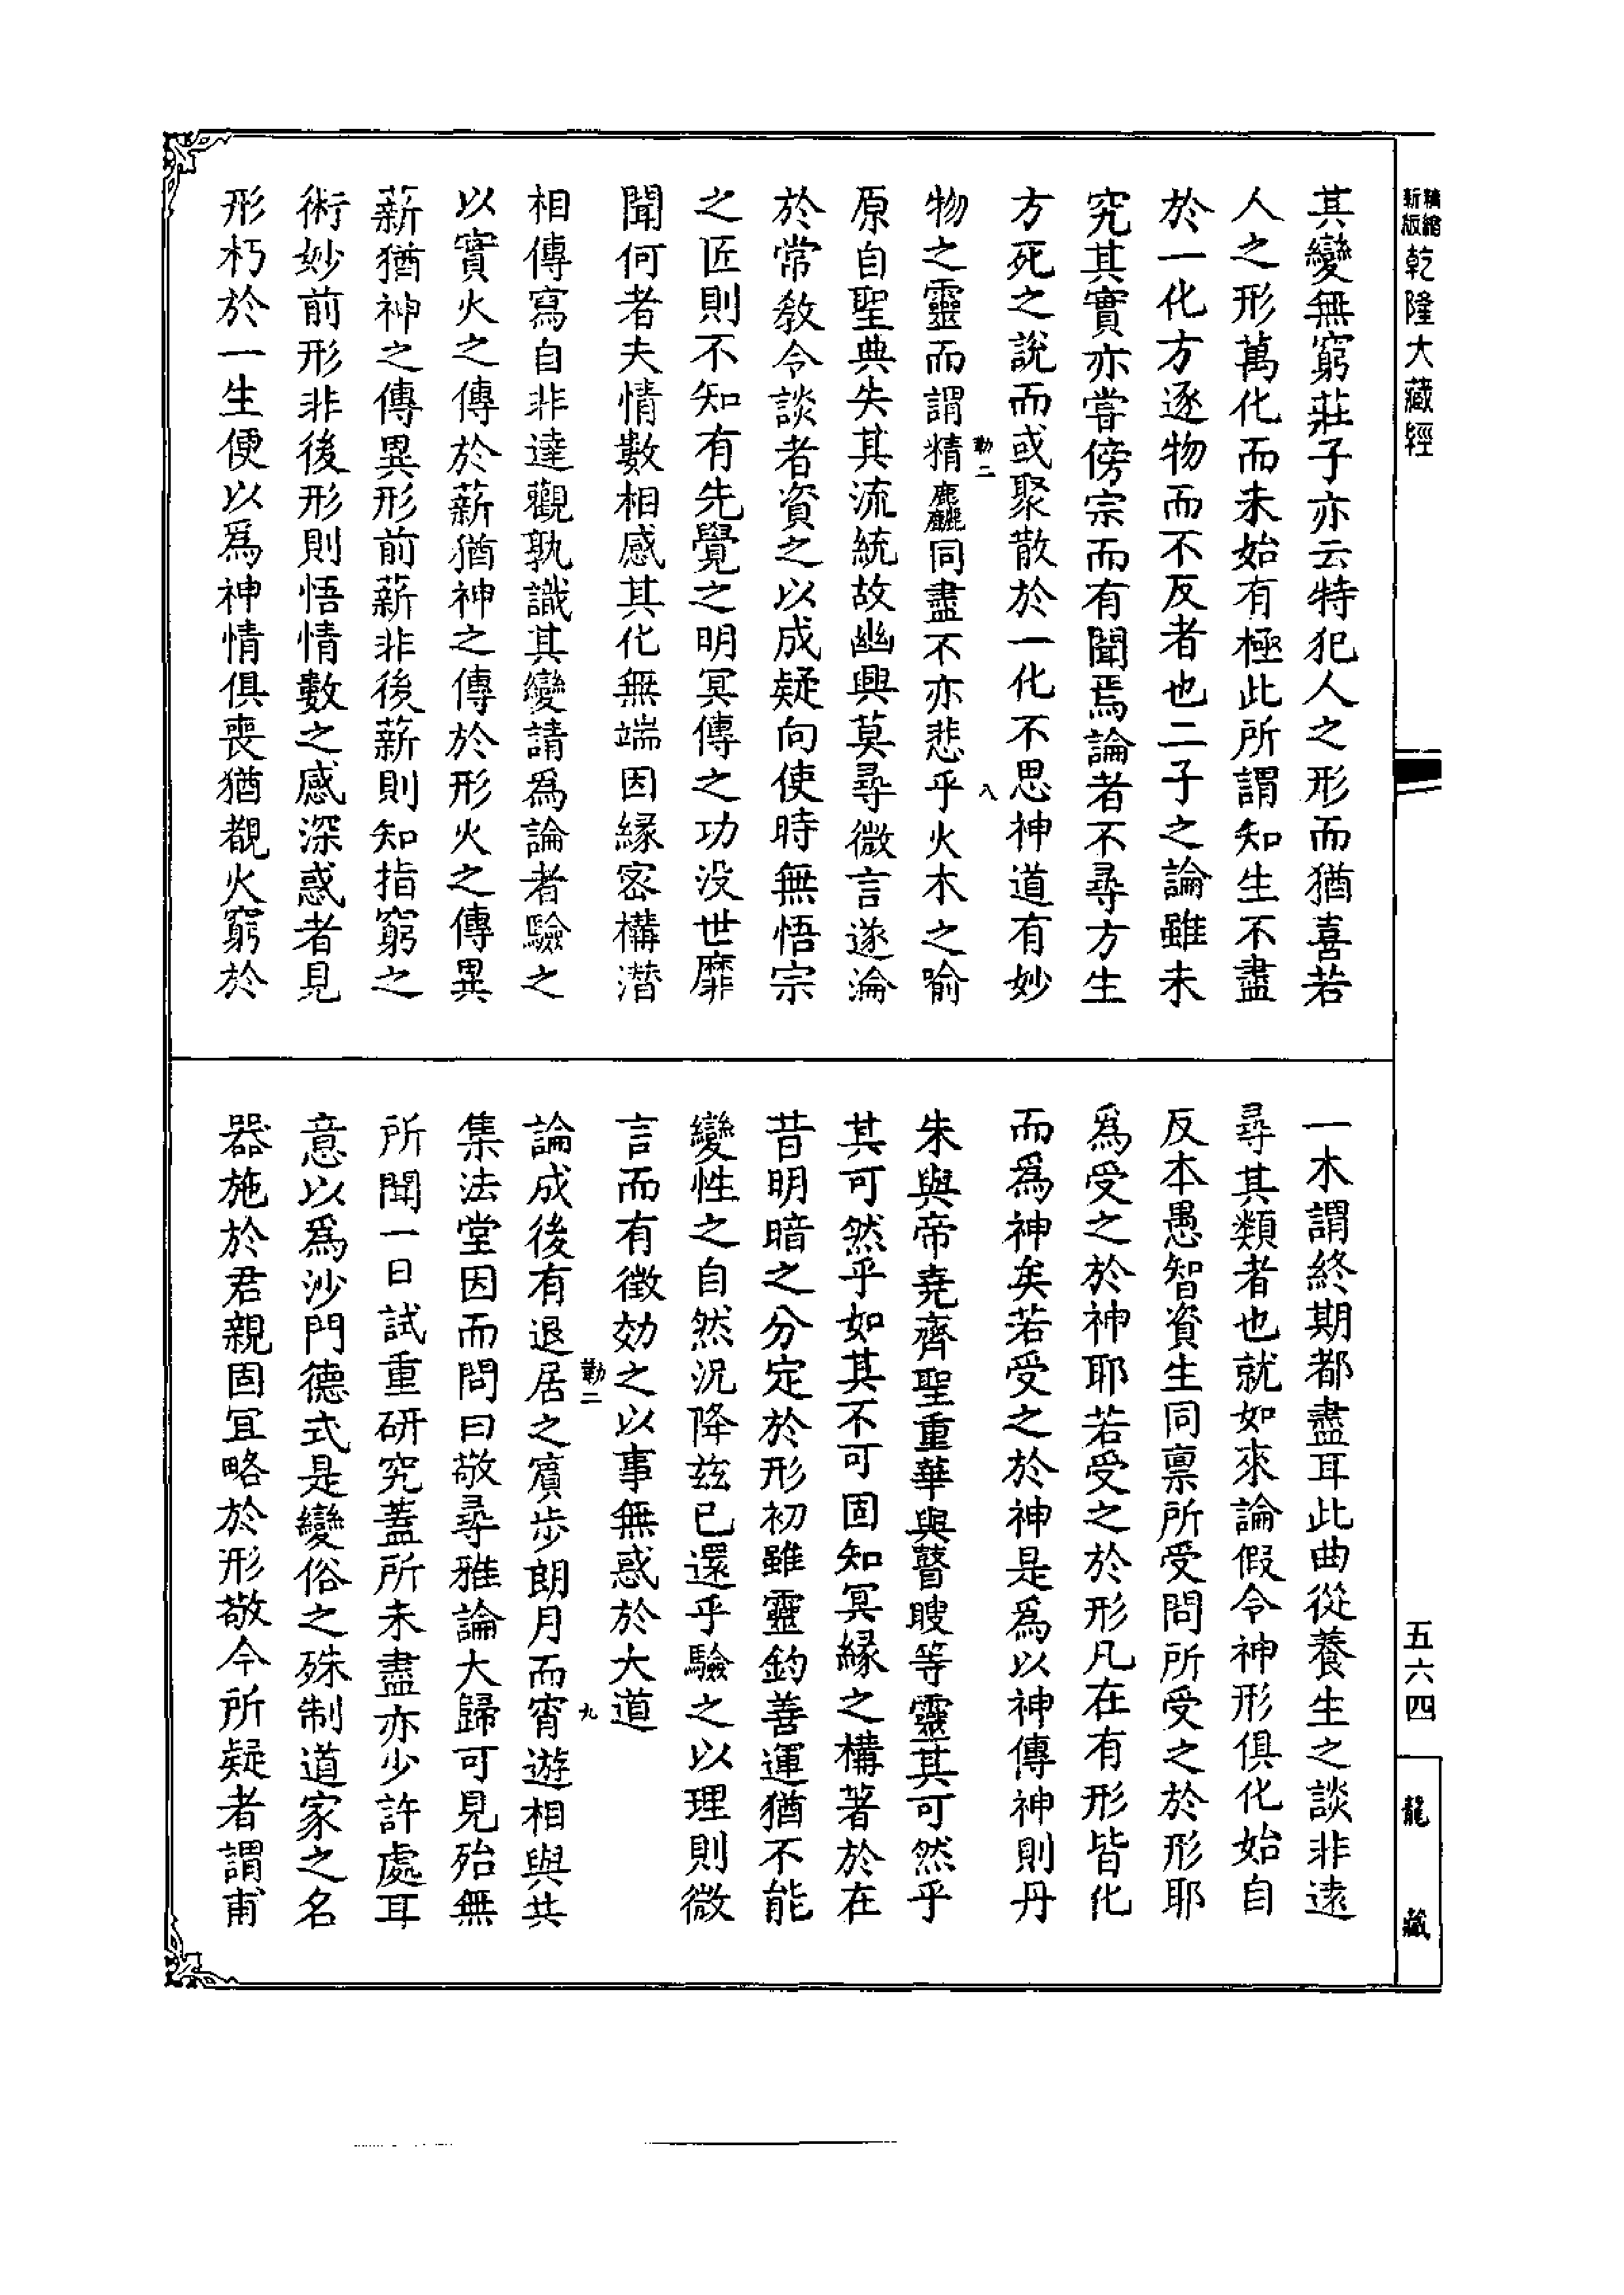 精縮
新版
乾隆大藏經
其變無窮莊子亦云特犯人之形而猶喜若
人之形萬化而未始有極此所謂知生不盡
於一化方逐物而不反者也二子之論雖未
究其實亦嘗傍宗而有聞焉論者不尋方生
方死之說而或聚散於一化不思神道有妙
勤二
八
物之靈而謂精麤同盡不亦悲乎火木之喻
原自聖典失其流統故幽興莫尋微言遂淪
於常教令談者資之以成疑向使時無悟宗
之匠則不知有先覺之明冥傳之功没世靡
聞何者夫情數相感其化無端因緣密構潛
相傳寫自非達觀孰識其變請爲論者驗之
以實火之傳於薪猶神之傳於形火之傳異
薪猶神之傳異形前薪非後薪則知指窮之
術妙前形非後形則悟情數之感深惑者見
形朽於一生便以爲神情俱喪猶覩火窮於
一木謂終期都盡耳此曲從養生之談非遠
尋其類者也就如來論假令神形俱化始自
反本愚智資生同稟所受問所受之於形耶
爲受之於神耶若受之於形凡在有形皆化
而爲神矣若受之於神是爲以神傳神則丹
朱與帝堯齊聖重華與瞽瞍等靈其可然乎
其可然乎如其不可固知冥緣之構著於在
昔明暗之分定於形初雖靈鈞善運猶不能
變性之自然況降茲已還乎驗之以理則微
言而有徵効之以事無惑於大道
勤二
九
論成後有退居之賓步朗月而宵遊相與共
集法堂因而問曰敬尋雅論大歸可見殆無
所聞一日試重研究蓋所未盡亦少許處耳
意以爲沙門德式是變俗之殊制道家之名
器施於君親固宜略於形敬今所疑者謂甫
五六四
龍藏